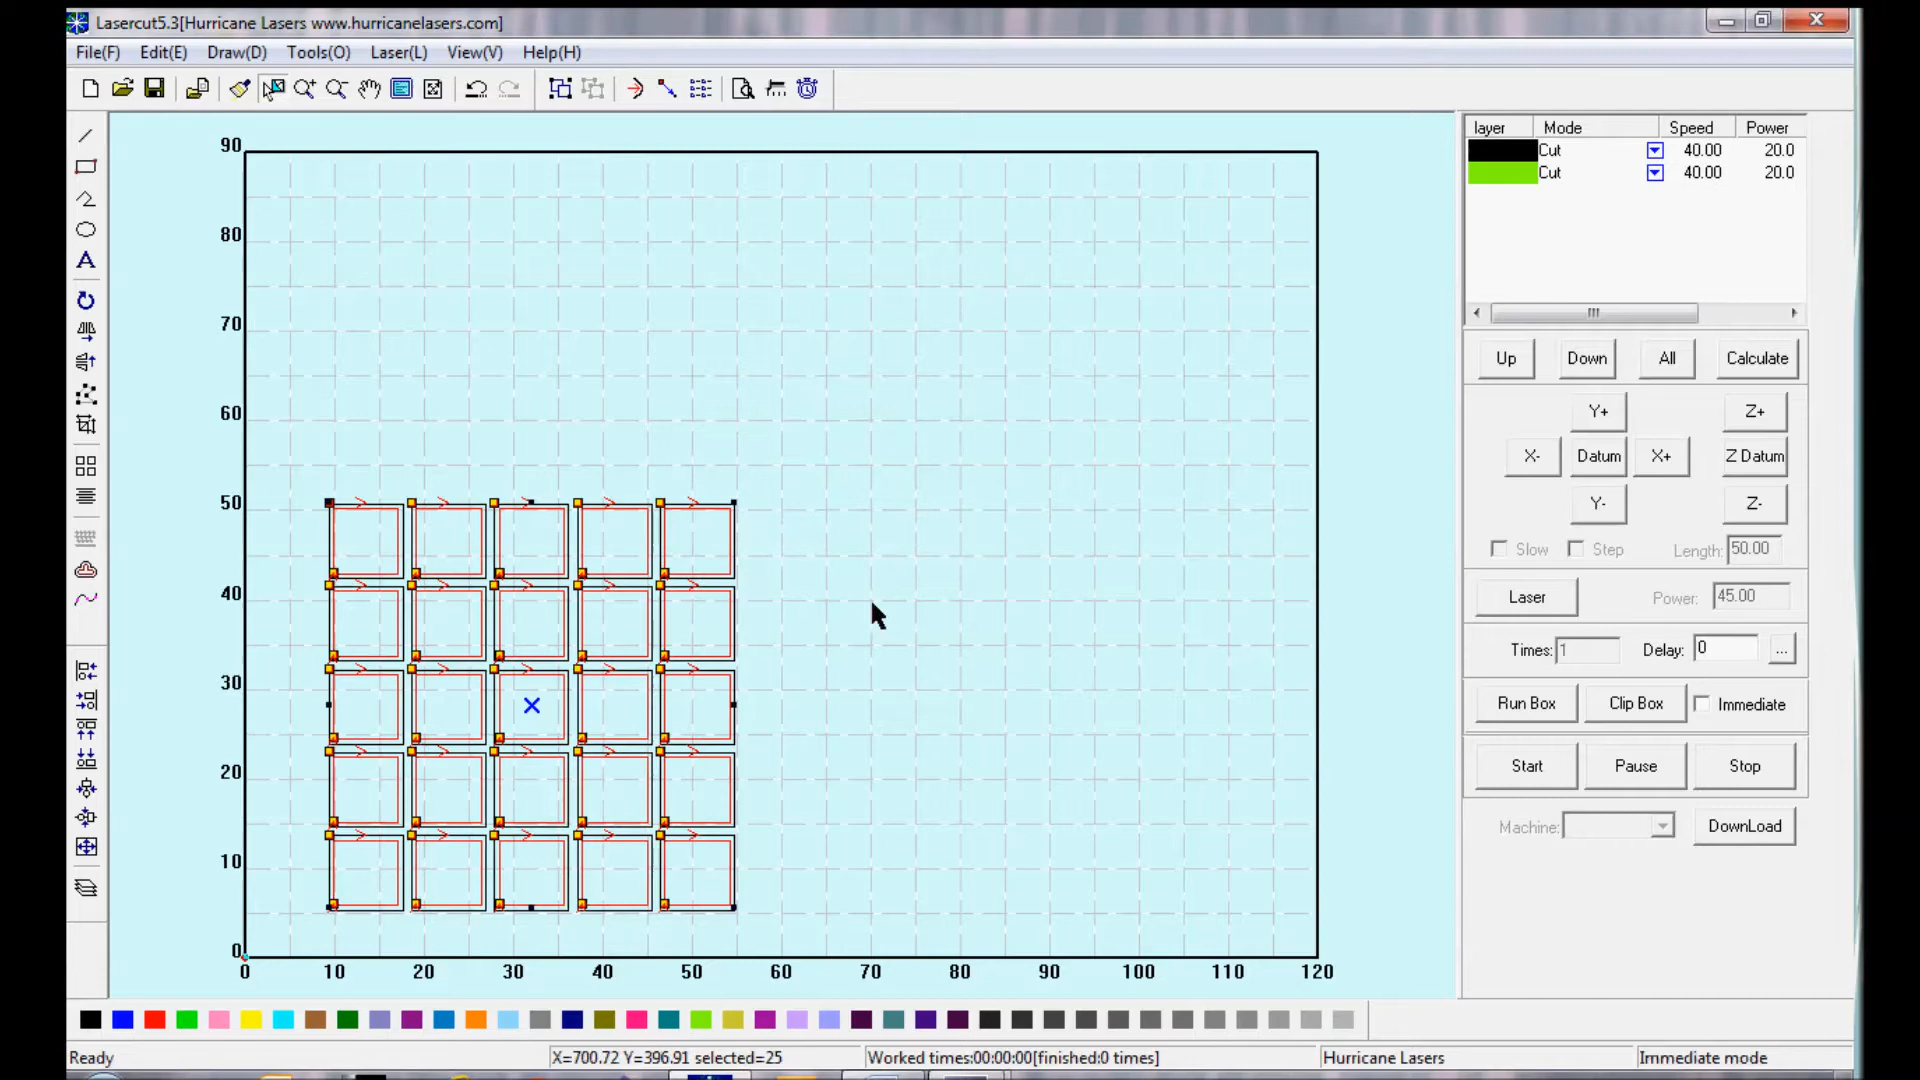 Lasercut5.3[Hurricane Lasers www.hurricanelasers.com]
File(F) Edit(E) Draw(D) Tools(O) Laser(L) View(V) Help(H)
layer Mode Speed Power
Cut 40.00 20.0
Cut 40.00 20.0
Up Down All Calculate
Y+ Z+
X- Datum X+ Z Datum
Y- Z-
Slow Step Length: 50.00
Laser Power: 45.00
Times: 1 Delay: 0 ...
Run Box Clip Box Immediate
Start Pause Stop
Machine: DownLoad
90
80
70
60
50
40
30
20
10
0
0 10 20 30 40 50 60 70 80 90 100 110 120
Ready X=700.72 Y=396.91 selected=25 Worked times:00:00:00[finished:0 times] Hurricane Lasers Immediate mode